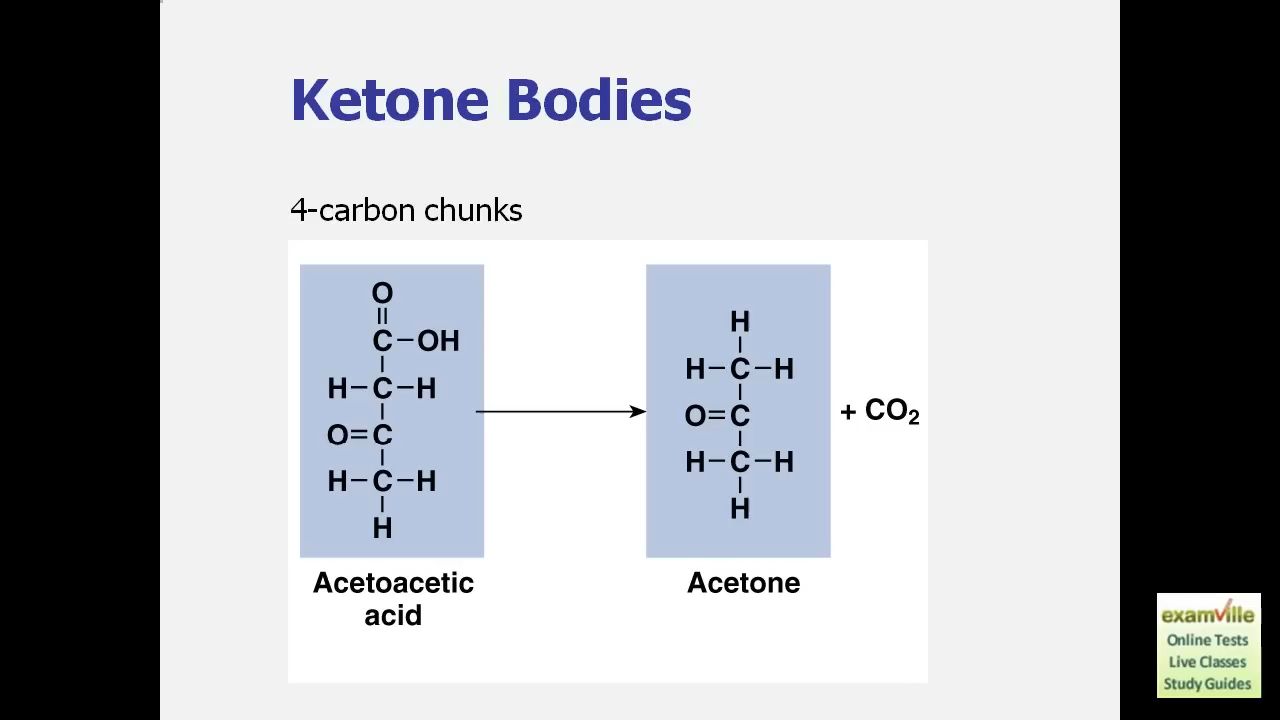 Ketone Bodies
4-carbon chunks
O
||
C–OH
|
H–C–H
|
O=C
|
H–C–H
|
H
Acetoacetic
acid
H
|
H–C–H
|
O=C
|
H–C–H
|
H
Acetone
+ CO₂
examville
Online Tests
Live Classes
Study Guides